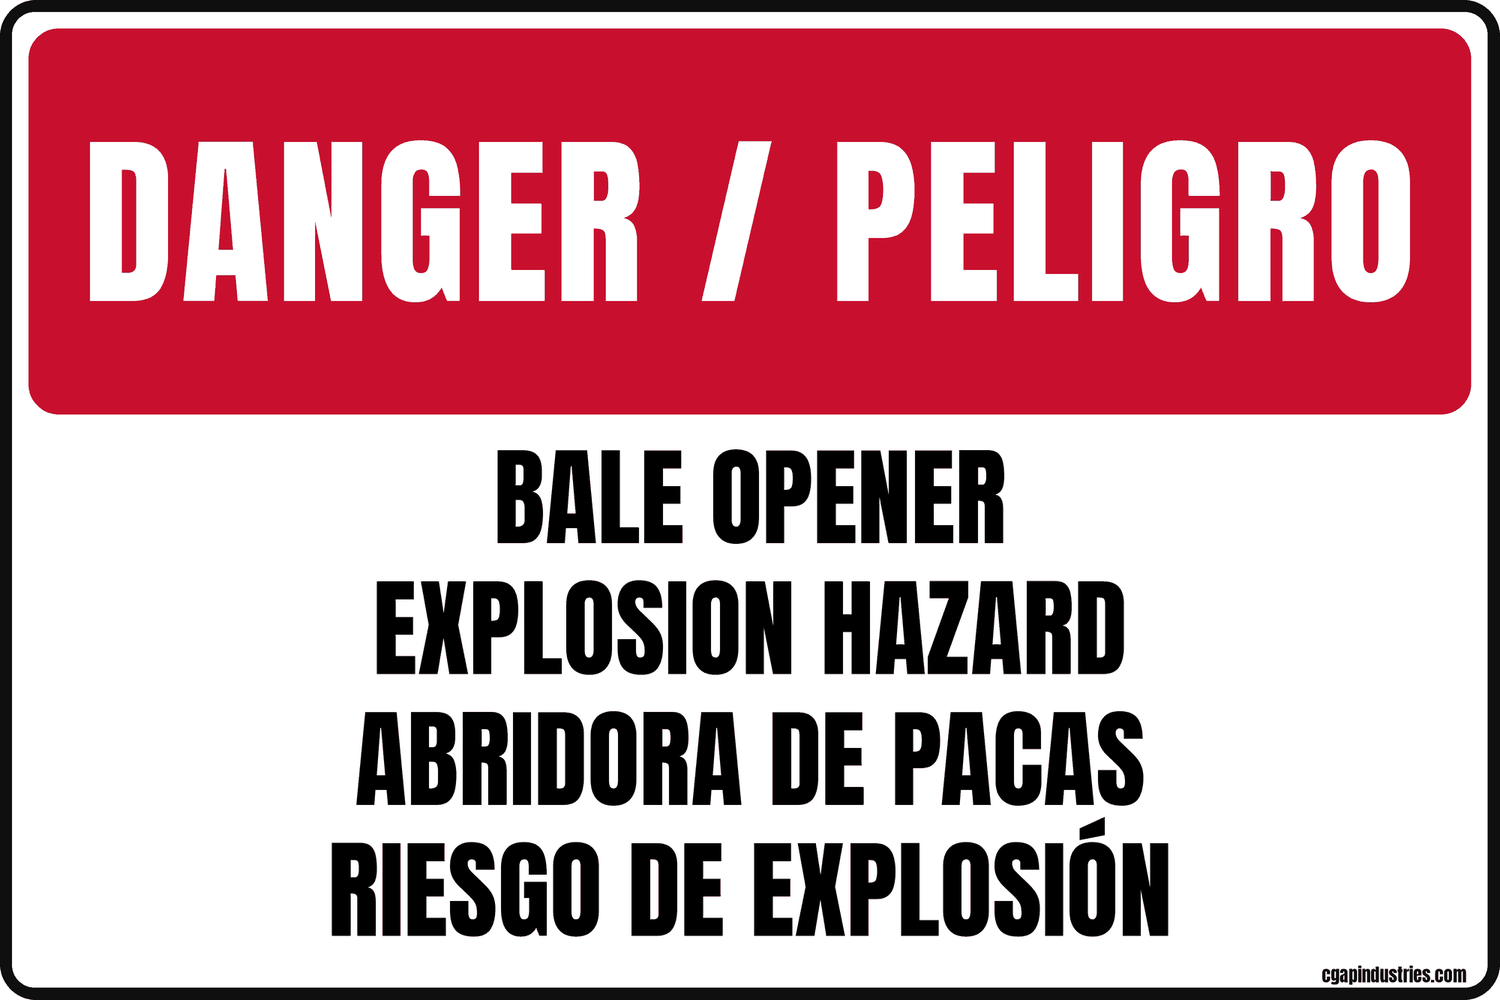 DANGER / PELIGRO
BALE OPENER
EXPLOSION HAZARD
ABRIDORA DE PACAS
RIESGO DE EXPLOSIÓN
cgapindustries.com